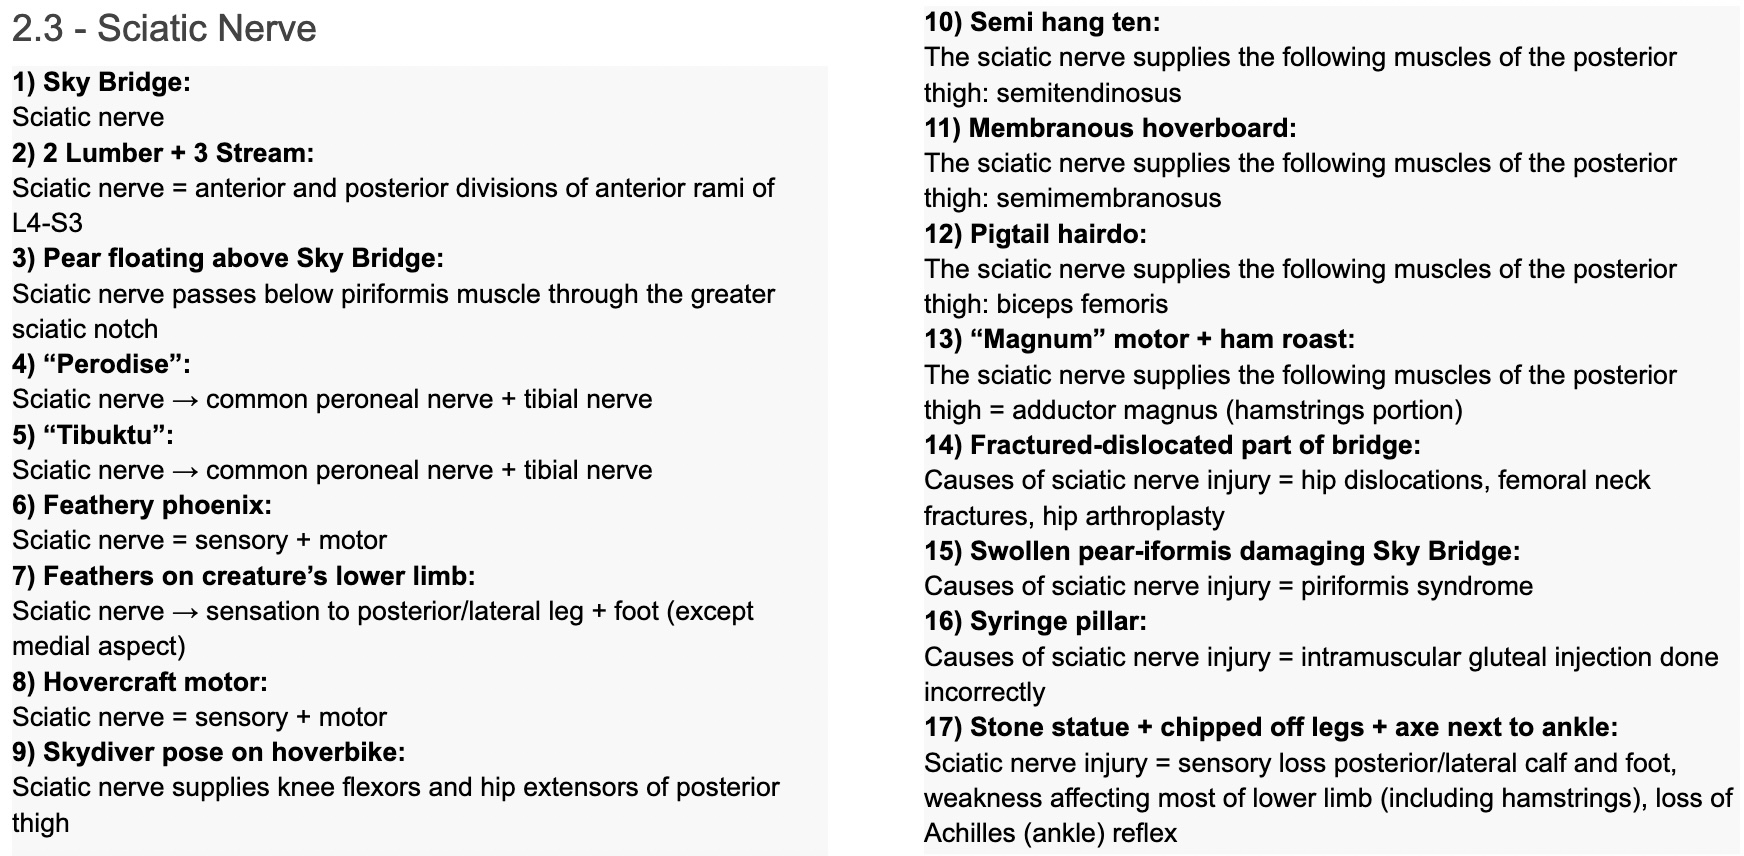 2.3 - Sciatic Nerve
1) Sky Bridge:
Sciatic nerve
2) 2 Lumber + 3 Stream:
Sciatic nerve = anterior and posterior divisions of anterior rami of
L4-S3
3) Pear floating above Sky Bridge:
Sciatic nerve passes below piriformis muscle through the greater
sciatic notch
4) “Perodise”:
Sciatic nerve → common peroneal nerve + tibial nerve
5) “Tibuktu”:
Sciatic nerve → common peroneal nerve + tibial nerve
6) Feathery phoenix:
Sciatic nerve = sensory + motor
7) Feathers on creature’s lower limb:
Sciatic nerve → sensation to posterior/lateral leg + foot (except
medial aspect)
8) Hovercraft motor:
Sciatic nerve = sensory + motor
9) Skydiver pose on hoverbike:
Sciatic nerve supplies knee flexors and hip extensors of posterior
thigh
10) Semi hang ten:
The sciatic nerve supplies the following muscles of the posterior
thigh: semitendinosus
11) Membranous hoverboard:
The sciatic nerve supplies the following muscles of the posterior
thigh: semimembranosus
12) Pigtail hairdo:
The sciatic nerve supplies the following muscles of the posterior
thigh: biceps femoris
13) “Magnum” motor + ham roast:
The sciatic nerve supplies the following muscles of the posterior
thigh = adductor magnus (hamstrings portion)
14) Fractured-dislocated part of bridge:
Causes of sciatic nerve injury = hip dislocations, femoral neck
fractures, hip arthroplasty
15) Swollen pear-iformis damaging Sky Bridge:
Causes of sciatic nerve injury = piriformis syndrome
16) Syringe pillar:
Causes of sciatic nerve injury = intramuscular gluteal injection done
incorrectly
17) Stone statue + chipped off legs + axe next to ankle:
Sciatic nerve injury = sensory loss posterior/lateral calf and foot,
weakness affecting most of lower limb (including hamstrings), loss of
Achilles (ankle) reflex